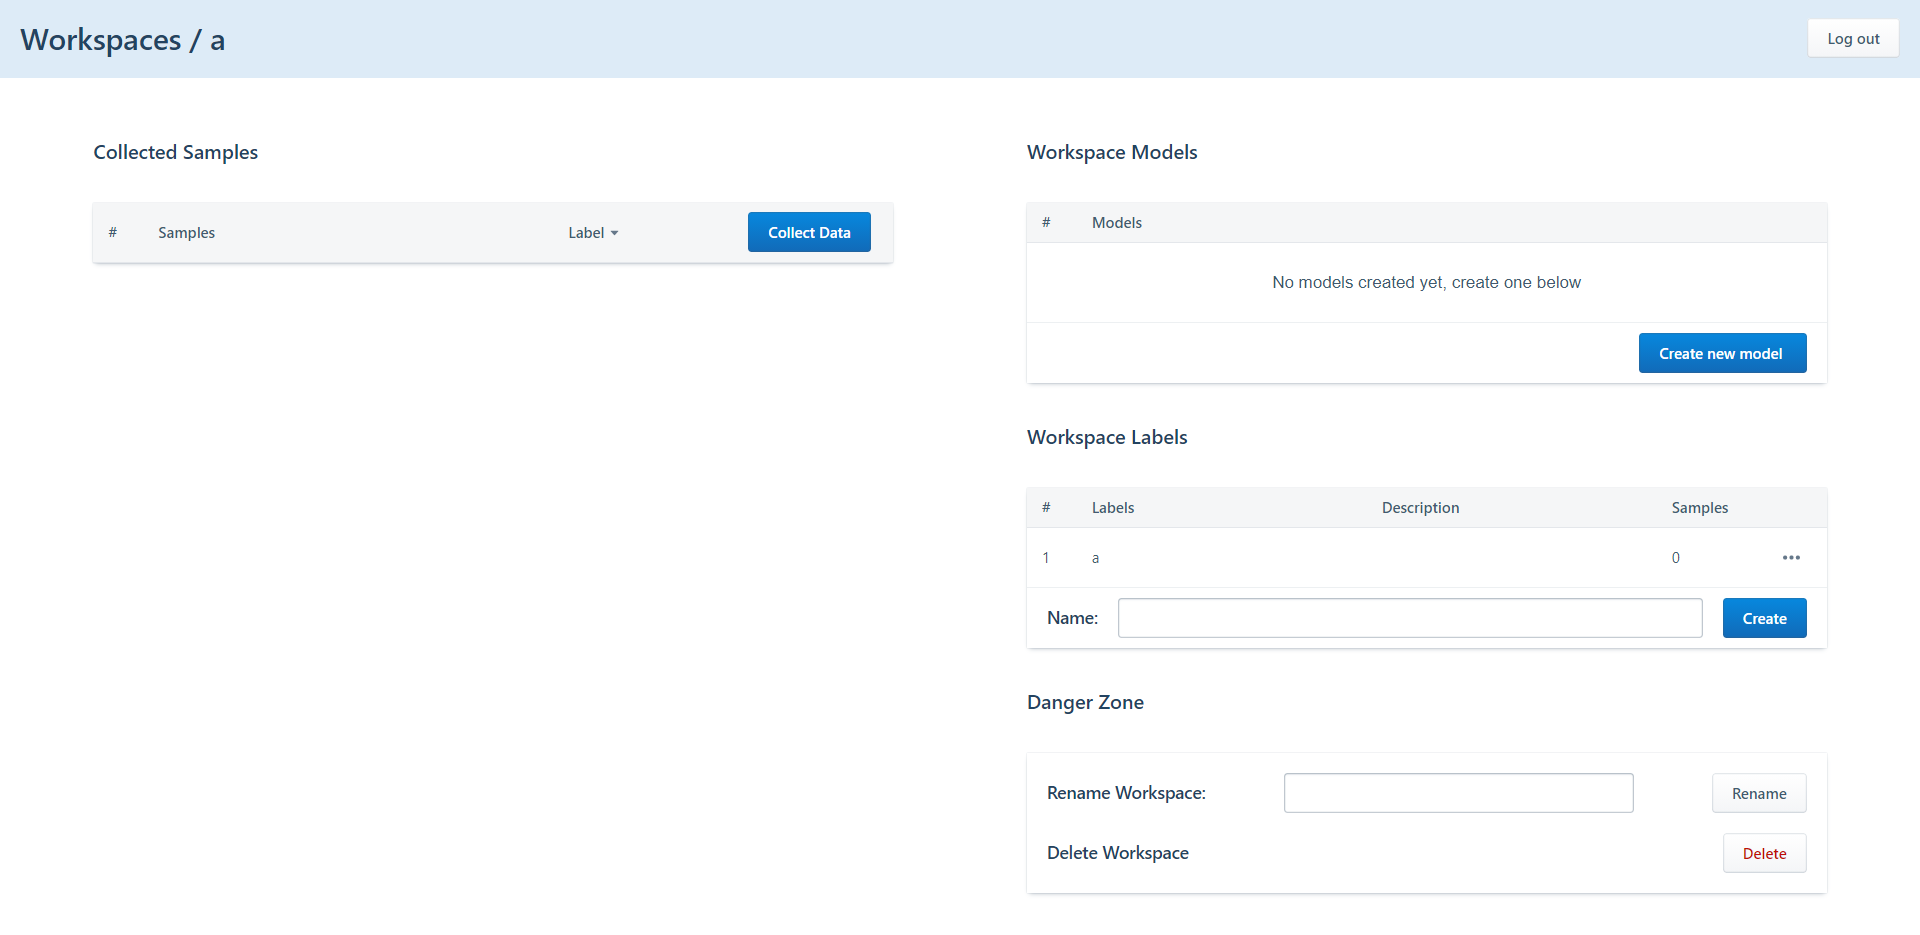 Workspaces / a
Log out
Collected Samples
# Samples Label Collect Data
Workspace Models
# Models
No models created yet, create one below
Create new model
Workspace Labels
# Labels Description Samples
1 a 0
Name: Create
Danger Zone
Rename Workspace: Rename
Delete Workspace Delete